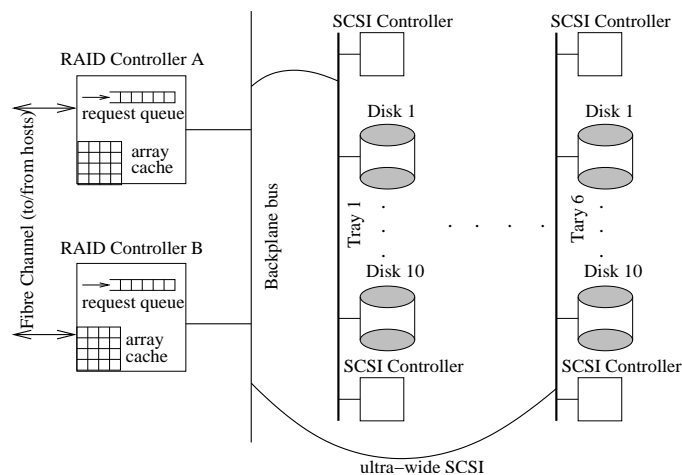 SCSI Controller
SCSI Controller
RAID Controller A
request queue
array
cache
Disk 1
Disk 1
Fibre Channel (to/from hosts)
Backplane bus
Tray 1
Tary 6
RAID Controller B
request queue
array
cache
Disk 10
Disk 10
SCSI Controller
SCSI Controller
ultra−wide SCSI